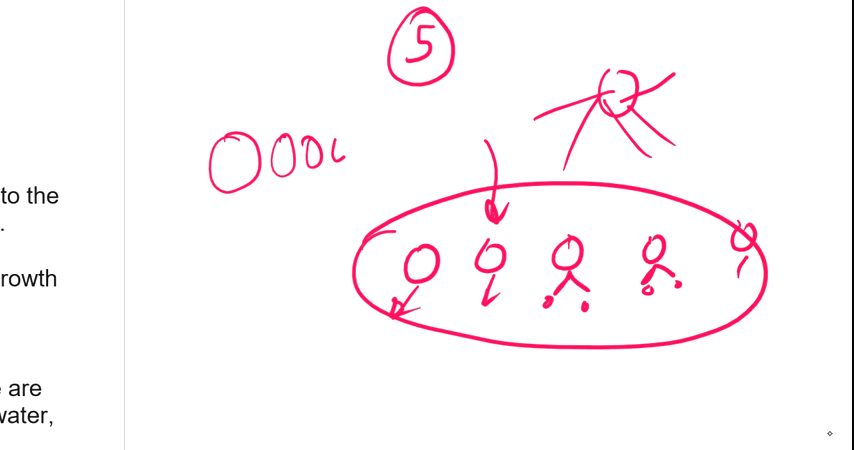 5
to the
.
rowth
are
water,